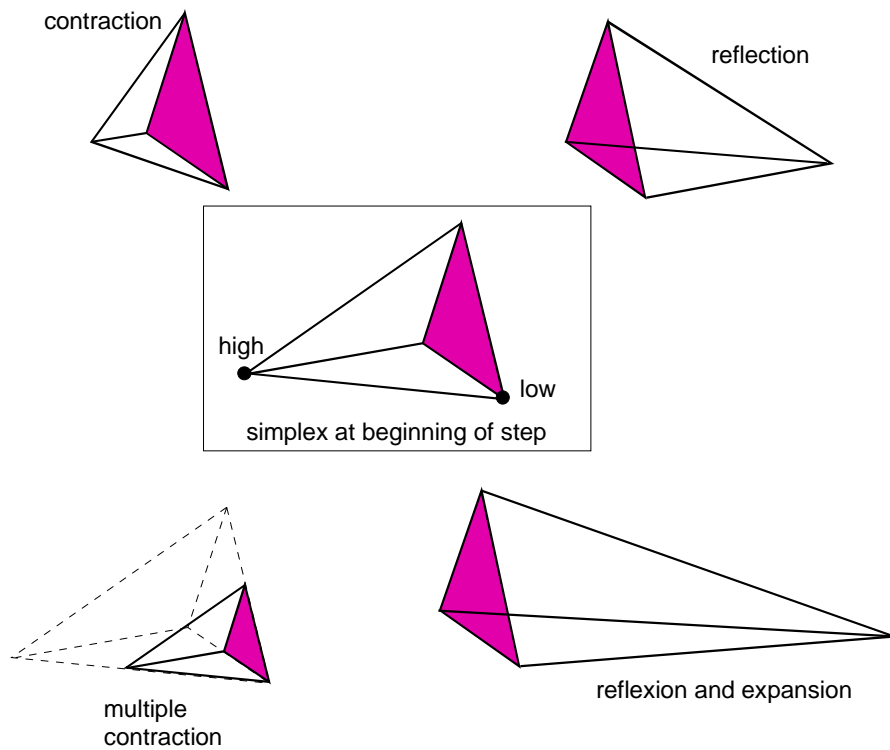 contraction
reflection
high
low
simplex at beginning of step
multiple
contraction
reflexion and expansion